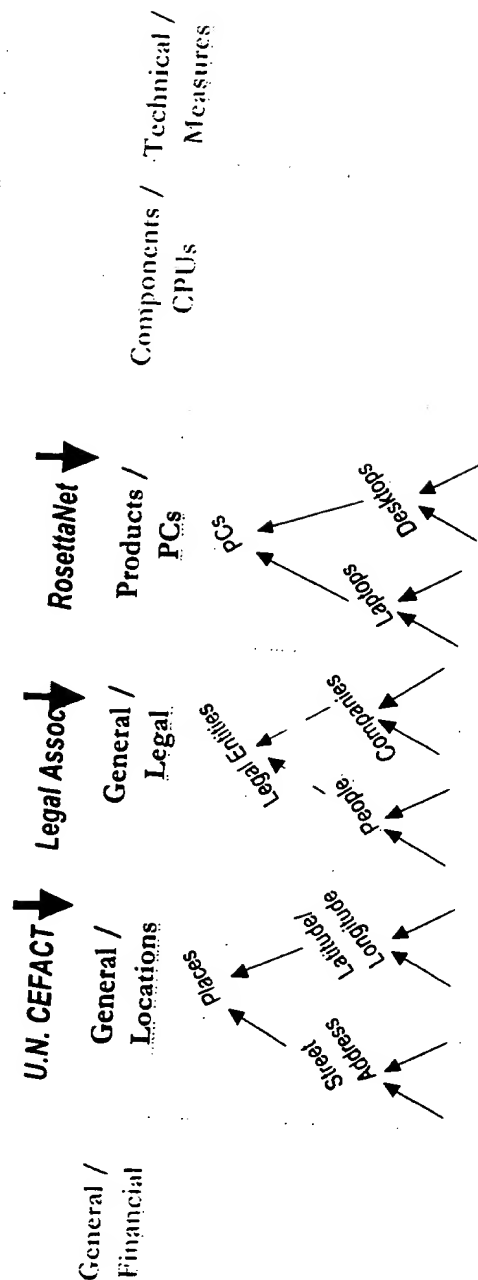 U.N. CEFACT
Legal Assoc
RosettaNet
General /
Financial
General /
Locations
General /
Legal
Products /
PCs
Components /
CPUs
Technical /
Measures
Places
Legal Entities
PCs
Street
Address
Latitude/
Longitude
People
Companies
Laptops
Desktops